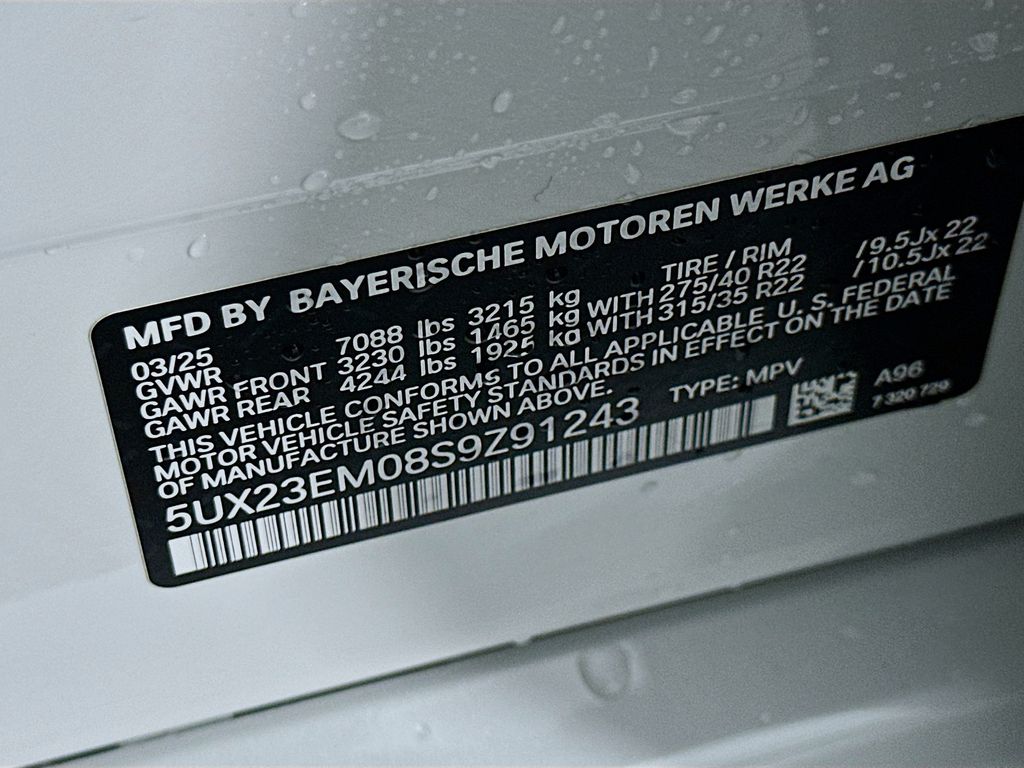 MFD BY BAYERISCHE MOTOREN WERKE AG
03/25 TIRE / RIM
GVWR 7088 lbs 3215 kg
GAWR FRONT 3230 lbs 1465 kg WITH 275/40 R22 /9.5Jx 22
GAWR REAR 4244 lbs 1925 kg WITH 315/35 R22 /10.5Jx 22
THIS VEHICLE CONFORMS TO ALL APPLICABLE U. S. FEDERAL
MOTOR VEHICLE SAFETY STANDARDS IN EFFECT ON THE DATE
OF MANUFACTURE SHOWN ABOVE.
5UX23EM08S9Z91243 TYPE: MPV A96
7 320 729